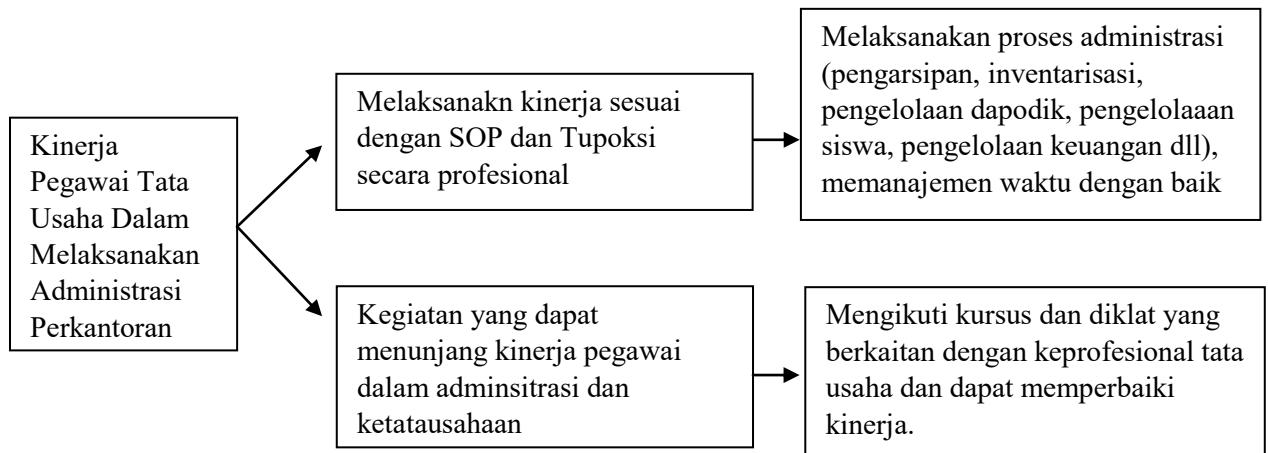 Kinerja
Pegawai Tata
Usaha Dalam
Melaksanakan
Administrasi
Perkantoran
Melaksanakn kinerja sesuai
dengan SOP dan Tupoksi
secara profesional
Melaksanakan proses administrasi
(pengarsipan, inventarisasi,
pengelolaan dapodik, pengelolaaan
siswa, pengelolaan keuangan dll),
memanajemen waktu dengan baik
Kegiatan yang dapat
menunjang kinerja pegawai
dalam adminsitrasi dan
ketatausahaan
Mengikuti kursus dan diklat yang
berkaitan dengan keprofesional tata
usaha dan dapat memperbaiki
kinerja.